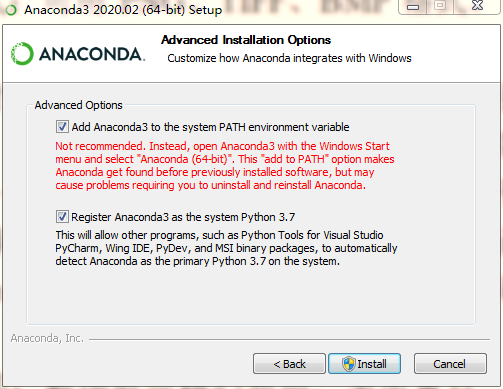 Anaconda3 2020.02 (64-bit) Setup
ANACONDA.
Advanced Installation Options
Customize how Anaconda integrates with Windows
Advanced Options
Add Anaconda3 to the system PATH environment variable
Not recommended. Instead, open Anaconda3 with the Windows Start
menu and select "Anaconda (64-bit)". This "add to PATH" option makes
Anaconda get found before previously installed software, but may
cause problems requiring you to uninstall and reinstall Anaconda.
Register Anaconda3 as the system Python 3.7
This will allow other programs, such as Python Tools for Visual Studio
PyCharm, Wing IDE, PyDev, and MSI binary packages, to automatically
detect Anaconda as the primary Python 3.7 on the system.
Anaconda, Inc.
< Back
Install
Cancel